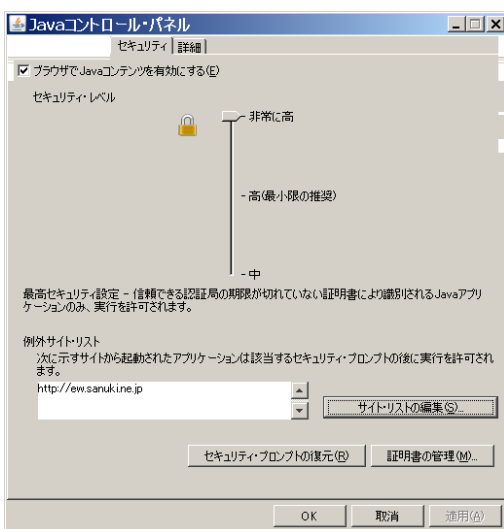 Javaコントロール・パネル
セキュリティ 詳細
ブラウザでJavaコンテンツを有効にする(E)
セキュリティ・レベル
- 非常に高
- 高(最小限の推奨)
- 中
最高セキュリティ設定 - 信頼できる認証局の期限が切れていない証明書により識別されるJavaアプリ
ケーションのみ、実行を許可されます。
例外サイト・リスト
次に示すサイトから起動されたアプリケーションは該当するセキュリティ・プロンプトの後に実行を許可され
ます。
http://ew.sanuki.ne.jp
サイト・リストの編集(S)...
セキュリティ・プロンプトの復元(R) 証明書の管理(M)...
OK 取消 適用(A)